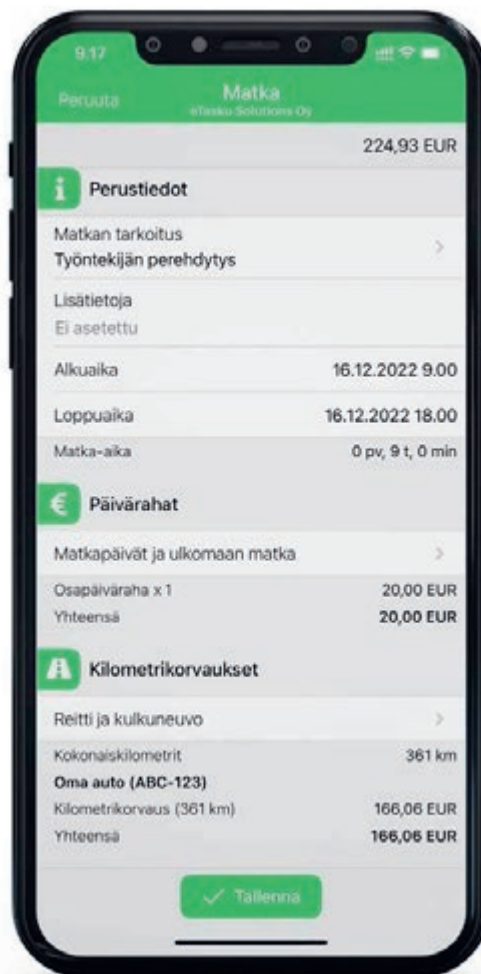 9.17
Peruuta
Matka
eTasku Solutions Oy
224,93 EUR
Perustiedot
Matkan tarkoitus
Työntekijän perehdytys
Lisätietoja
Ei asetettu
Alkuaika 16.12.2022 9.00
Loppuaika 16.12.2022 18.00
Matka-aika 0 pv, 9 t, 0 min
Päivärahat
Matkapäivät ja ulkomaan matka
Osapäiväraha x 1 20,00 EUR
Yhteensä 20,00 EUR
Kilometrikorvaukset
Reitti ja kulkuneuvo
Kokonaiskilometrit 361 km
Oma auto (ABC-123)
Kilometrikorvaus (361 km) 166,06 EUR
Yhteensä 166,06 EUR
Tallenna